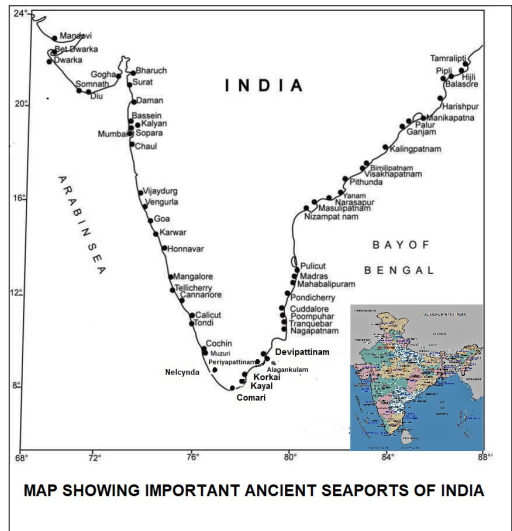 24°
Mandovi
Bet Dwarka
Dwarka
Somnath
Diu
Gogha
Bharuch
Surat
Daman
INDIA
Tamralipti
Pipli
Hijli
Balasore
20°
Harishpur
Manikapatna
Palur
Ganjam
Bassein
Kalyan
Sopara
Mumbai
Chaul
Kalingpatnam
Bimilipatnam
Visakhapatnam
Pithunda
ARABIN SEA
16°
Vijaydurg
Vengurla
Goa
Karwar
Honnavar
Yanam
Narasapur
Masulipatnam
Nizampat nam
BAY OF
BENGAL
Pulicut
Madras
Mahabalipuram
12°
Mangalore
Tellicherry
Cannanore
Calicut
Tondi
Pondicherry
Cuddalore
Poompuhar
Tranquebar
Nagapatnam
Cochin
Muzuri
Periyapattinam
Devipattinam
Alagankulam
Nelcynda
Korkai
Kayal
8°
Comari
68°
72°
76°
80°
84°
88°
MAP SHOWING IMPORTANT ANCIENT SEAPORTS OF INDIA